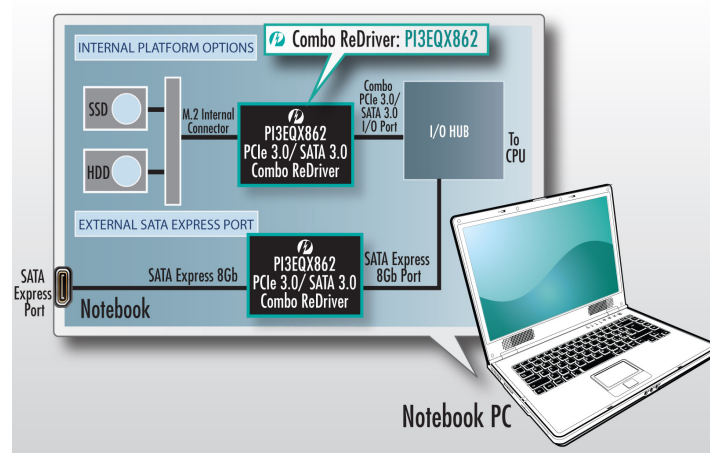 Combo ReDriver: PI3EQX862
INTERNAL PLATFORM OPTIONS
SSD
HDD
M.2 Internal
Connector
PI3EQX862
PCIe 3.0/ SATA 3.0
Combo ReDriver
Combo
PCIe 3.0/
SATA 3.0
I/O Port
I/O HUB
To
CPU
EXTERNAL SATA EXPRESS PORT
SATA
Express
Port
SATA Express 8Gb
PI3EQX862
PCIe 3.0/ SATA 3.0
Combo ReDriver
SATA Express
8Gb Port
Notebook
Notebook PC